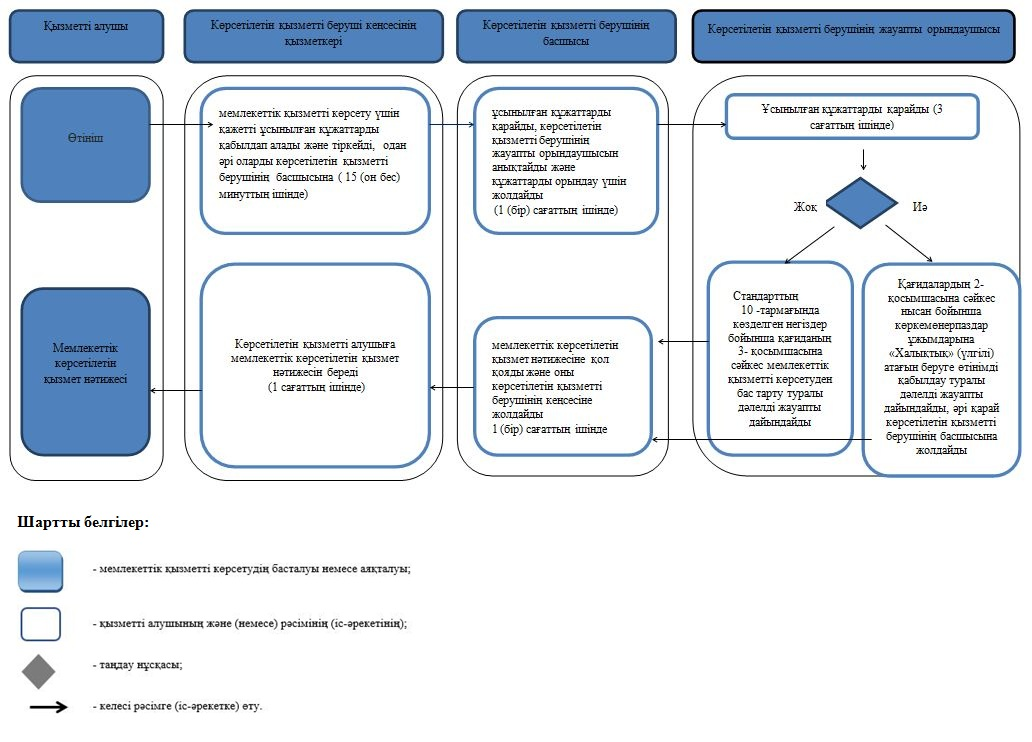 Қызметті алушы
Көрсетілетін қызметті беруші кеңсесінің
қызметкері
Көрсетілетін қызметті берушінің
басшысы
Көрсетілетін қызметті берушінің жауапты орындаушысы
Өтініш
мемлекеттік қызметті көрсету үшін
қажетті ұсынылған құжаттарды
қабылдап алады және тіркейді, одан
әрі оларды көрсетілетін қызметті
берушінің басшысына ( 15 (он бес)
минуттың ішінде)
ұсынылған құжаттарды
қарайды, көрсетілетін
қызметті берушінің
жауапты орындаушысын
анықтайды және
құжаттарды орындау үшін
жолдайды
(1 (бір) сағаттың ішінде)
Ұсынылған құжаттарды қарайды (3
сағаттың ішінде)
Жоқ
Иә
Стандарттың
10 -тармағында
көзделген негіздер
бойынша қағиданың
3- қосымшасына
сәйкес мемлекеттік
қызметті көрсетуден
бас тарту туралы
дәлелді жауапты
дайындайды
Қағидалардың 2-
қосымшасына сәйкес
нысан бойынша
көркемөнерпаздар
ұжымдарына
«Халықтық» (үлгілі)
атағын беруге өтінімді
қабылдау туралы
дәлелді жауапты
дайындайды, әрі қарай
көрсетілетін қызметті
берушінің басшысына
жолдайды
мемлекеттік көрсетілетін
қызмет нәтижесіне қол
қояды және оны
көрсетілетін қызметті
берушінің кеңсесіне
жолдайды
1 (бір) сағаттың ішінде
Көрсетілетін қызметті алушыға
мемлекеттік көрсетілетін қызмет
нәтижесін береді
(1 сағаттың ішінде)
Мемлекеттік
көрсетілетін
қызмет нәтижесі
Шартты белгілер:
- мемлекеттік қызметті көрсетудің басталуы немесе аяқталуы;
- қызметті алушының және (немесе) рәсімінің (іс-әрекетінің);
- таңдау нұсқасы;
- келесі рәсімге (іс-әрекетке) өту.